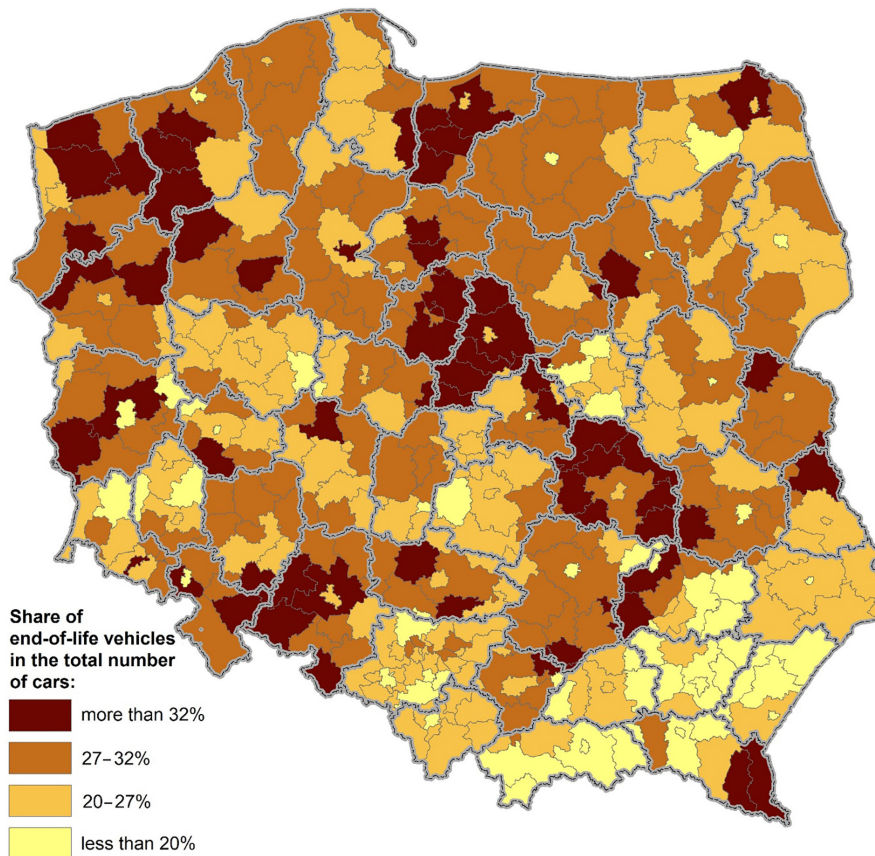 Share of
end-of-life vehicles
in the total number
of cars:
more than 32%
27–32%
20–27%
less than 20%